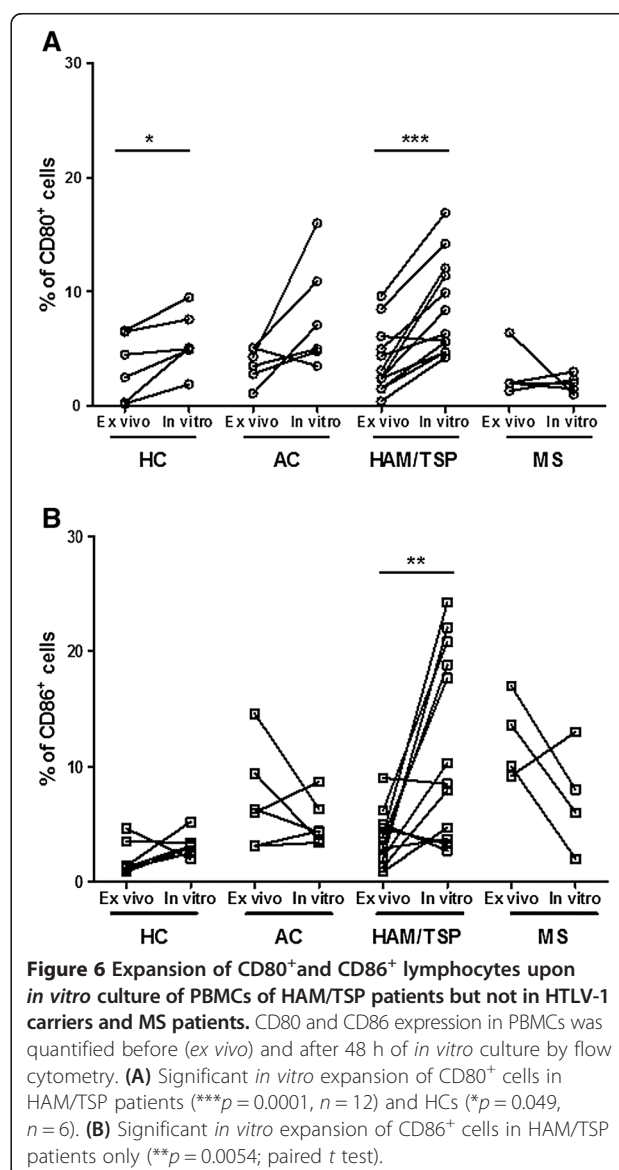 A
30
20
10
0
% of CD80⁺ cells
*
***
Ex vivo In vitro Ex vivo In vitro Ex vivo In vitro Ex vivo In vitro
HC AC HAM/TSP MS
B
30
20
10
0
% of CD86⁺ cells
**
Ex vivo In vitro Ex vivo In vitro Ex vivo In vitro Ex vivo In vitro
HC AC HAM/TSP MS
Figure 6 Expansion of CD80⁺and CD86⁺ lymphocytes upon
in vitro culture of PBMCs of HAM/TSP patients but not in HTLV-1
carriers and MS patients. CD80 and CD86 expression in PBMCs was
quantified before (ex vivo) and after 48 h of in vitro culture by flow
cytometry. (A) Significant in vitro expansion of CD80⁺ cells in
HAM/TSP patients (***p = 0.0001, n = 12) and HCs (*p = 0.049,
n = 6). (B) Significant in vitro expansion of CD86⁺ cells in HAM/TSP
patients only (**p = 0.0054; paired t test).